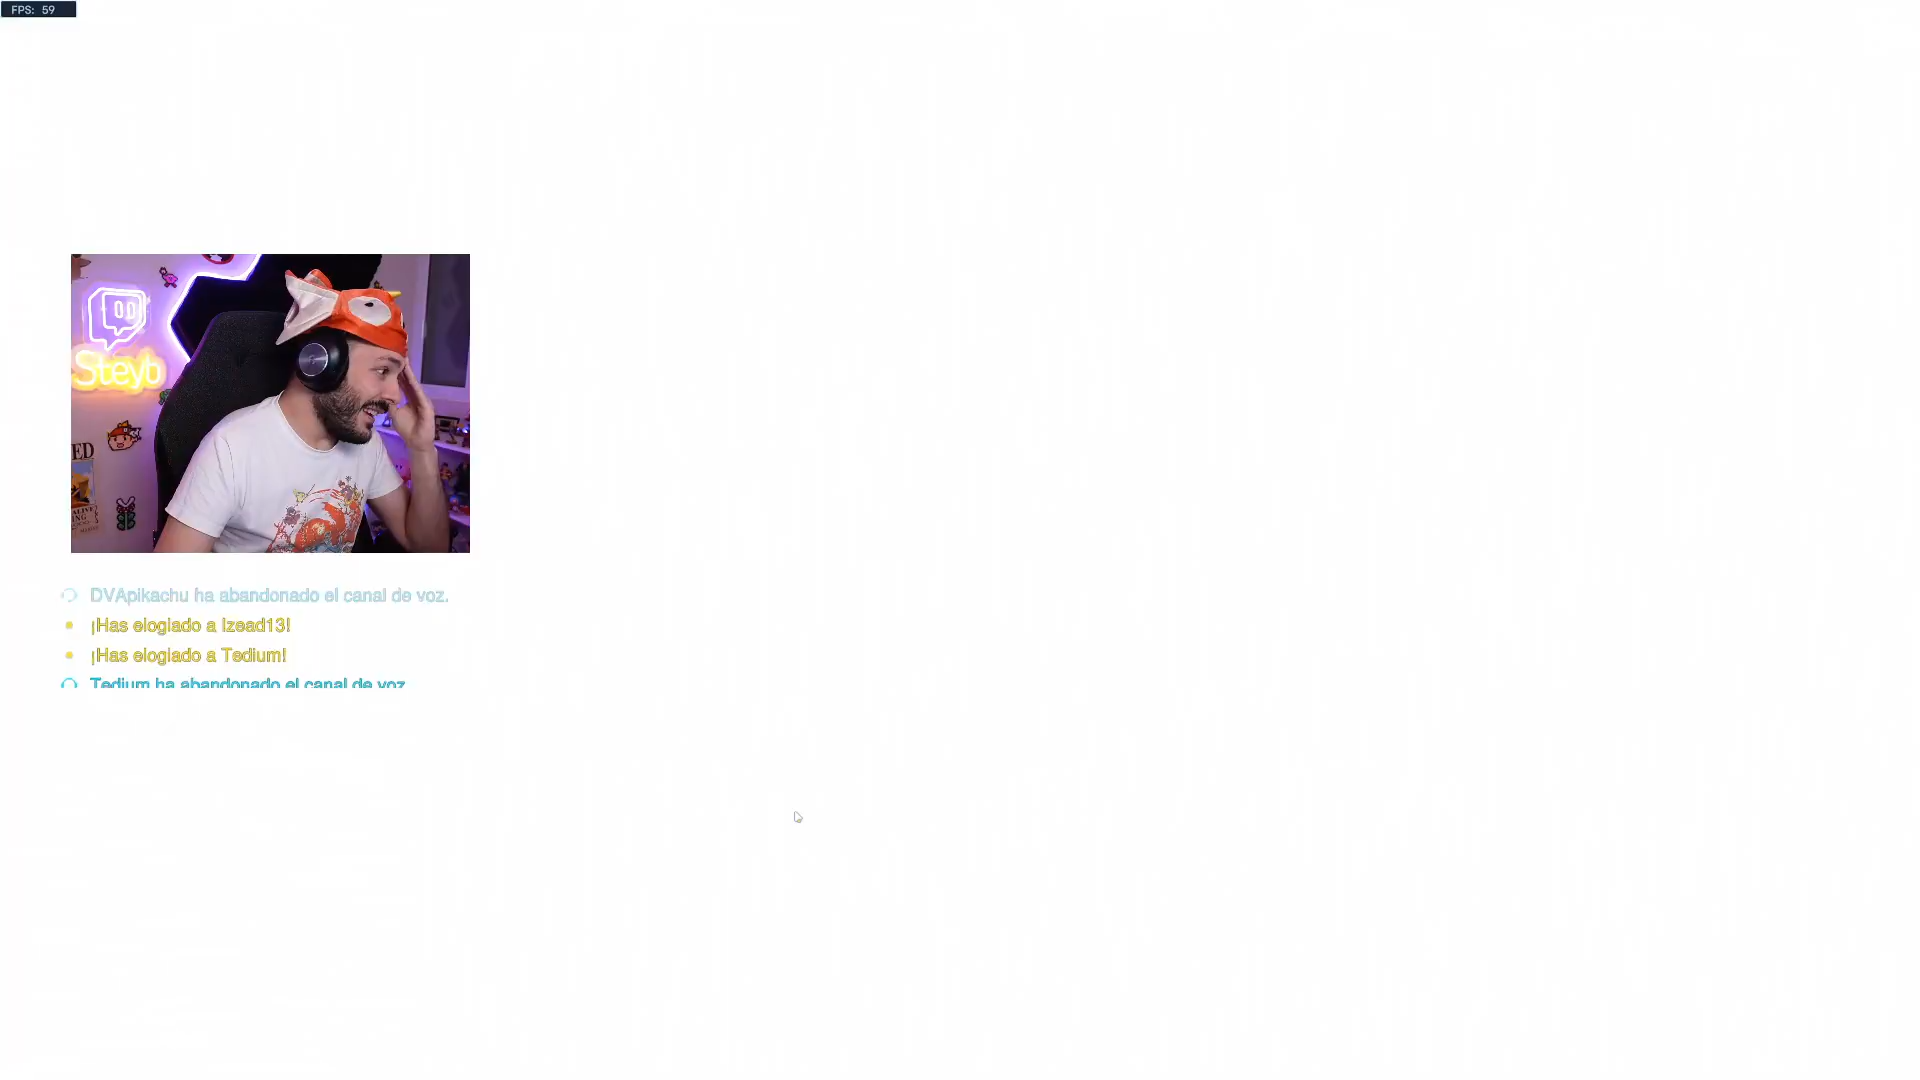 FPS: 59
Steyb
ED
DVApikachu ha abandonado el canal de voz.
¡Has elogiado a Izead13!
¡Has elogiado a Tedium!
Tedium ha abandonado el canal de voz